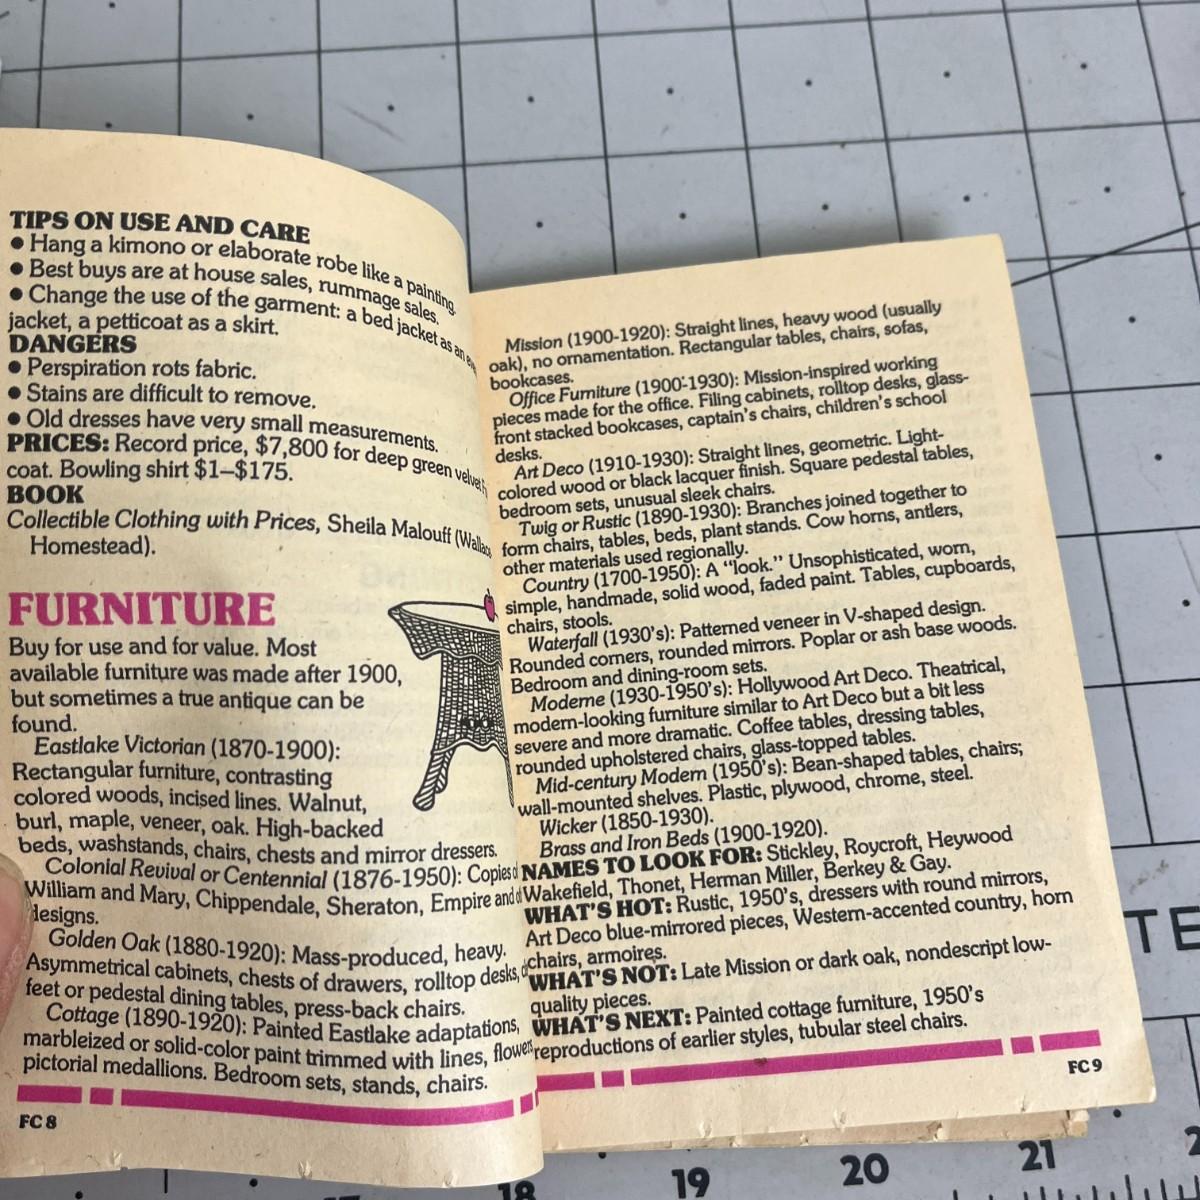 TIPS ON USE AND CARE
● Hang a kimono or elaborate robe like a painting.
● Best buys are at house sales, rummage sales.
● Change the use of the garment: a bed jacket as an
jacket, a petticoat as a skirt.
DANGERS
● Perspiration rots fabric.
● Stains are difficult to remove.
● Old dresses have very small measurements.
PRICES: Record price, $7,800 for deep green velvet
coat. Bowling shirt $1–$175.
BOOK
Collectible Clothing with Prices, Sheila Malouff (Wallace
Homestead).
FURNITURE
Buy for use and for value. Most
available furniture was made after 1900,
but sometimes a true antique can be
found.
Eastlake Victorian (1870-1900):
Rectangular furniture, contrasting
colored woods, incised lines. Walnut,
burl, maple, veneer, oak. High-backed
beds, washstands, chairs, chests and mirror dressers.
Colonial Revival or Centennial (1876-1950): Copies
William and Mary, Chippendale, Sheraton, Empire and
designs.
Golden Oak (1880-1920): Mass-produced, heavy.
Asymmetrical cabinets, chests of drawers, rolltop desks,
feet or pedestal dining tables, press-back chairs.
Cottage (1890-1920): Painted Eastlake adaptations,
marbleized or solid-color paint trimmed with lines, flowers
pictorial medallions. Bedroom sets, stands, chairs.
FC 8
Mission (1900-1920): Straight lines, heavy wood (usually
oak), no ornamentation. Rectangular tables, chairs, sofas,
bookcases.
Office Furniture (1900-1930): Mission-inspired working
pieces made for the office. Filing cabinets, rolltop desks, glass-
front stacked bookcases, captain's chairs, children's school
desks.
Art Deco (1910-1930): Straight lines, geometric. Light-
colored wood or black lacquer finish. Square pedestal tables,
bedroom sets, unusual sleek chairs.
Twig or Rustic (1890-1930): Branches joined together to
form chairs, tables, beds, plant stands. Cow horns, antlers,
other materials used regionally.
Country (1700-1950): A "look." Unsophisticated, worn,
simple, handmade, solid wood, faded paint. Tables, cupboards,
chairs, stools.
Waterfall (1930's): Patterned veneer in V-shaped design.
Rounded corners, rounded mirrors. Poplar or ash base woods.
Bedroom and dining-room sets.
Moderne (1930-1950's): Hollywood Art Deco. Theatrical,
modern-looking furniture similar to Art Deco but a bit less
severe and more dramatic. Coffee tables, dressing tables,
rounded upholstered chairs, glass-topped tables.
Mid-century Modern (1950's): Bean-shaped tables, chairs;
wall-mounted shelves. Plastic, plywood, chrome, steel.
Wicker (1850-1930).
Brass and Iron Beds (1900-1920).
NAMES TO LOOK FOR: Stickley, Roycroft, Heywood
Wakefield, Thonet, Herman Miller, Berkey & Gay.
WHAT'S HOT: Rustic, 1950's, dressers with round mirrors,
Art Deco blue-mirrored pieces, Western-accented country, horn
chairs, armoires.
WHAT'S NOT: Late Mission or dark oak, nondescript low-
quality pieces.
WHAT'S NEXT: Painted cottage furniture, 1950's
reproductions of earlier styles, tubular steel chairs.
FC 9
TE
18 19 20 21